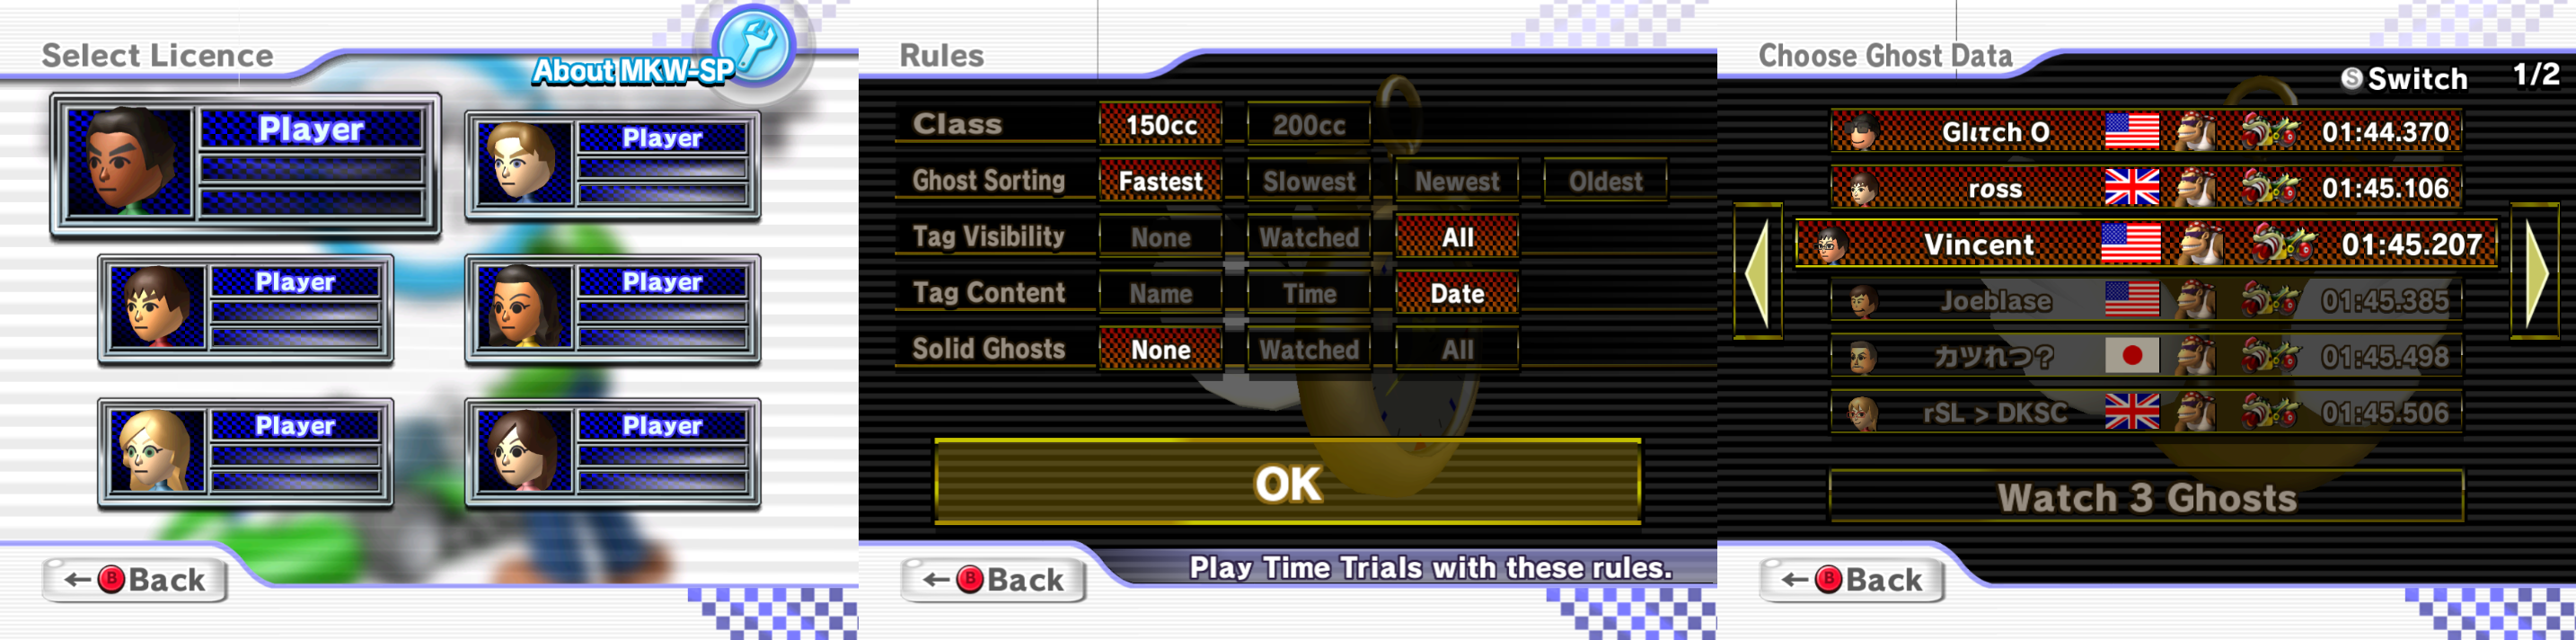 Select Licence
About MKW-SP
Player
Player
Player
Player
Player
Player
← B Back
Rules
Class 150cc 200cc
Ghost Sorting Fastest Slowest Newest Oldest
Tag Visibility None Watched All
Tag Content Name Time Date
Solid Ghosts None Watched All
OK
← B Back
Play Time Trials with these rules.
Choose Ghost Data
S Switch 1/2
Glιτch O 01:44.370
ross 01:45.106
Vincent 01:45.207
Joeblase 01:45.385
カツれつ? 01:45.498
rSL > DKSC 01:45.506
Watch 3 Ghosts
← B Back